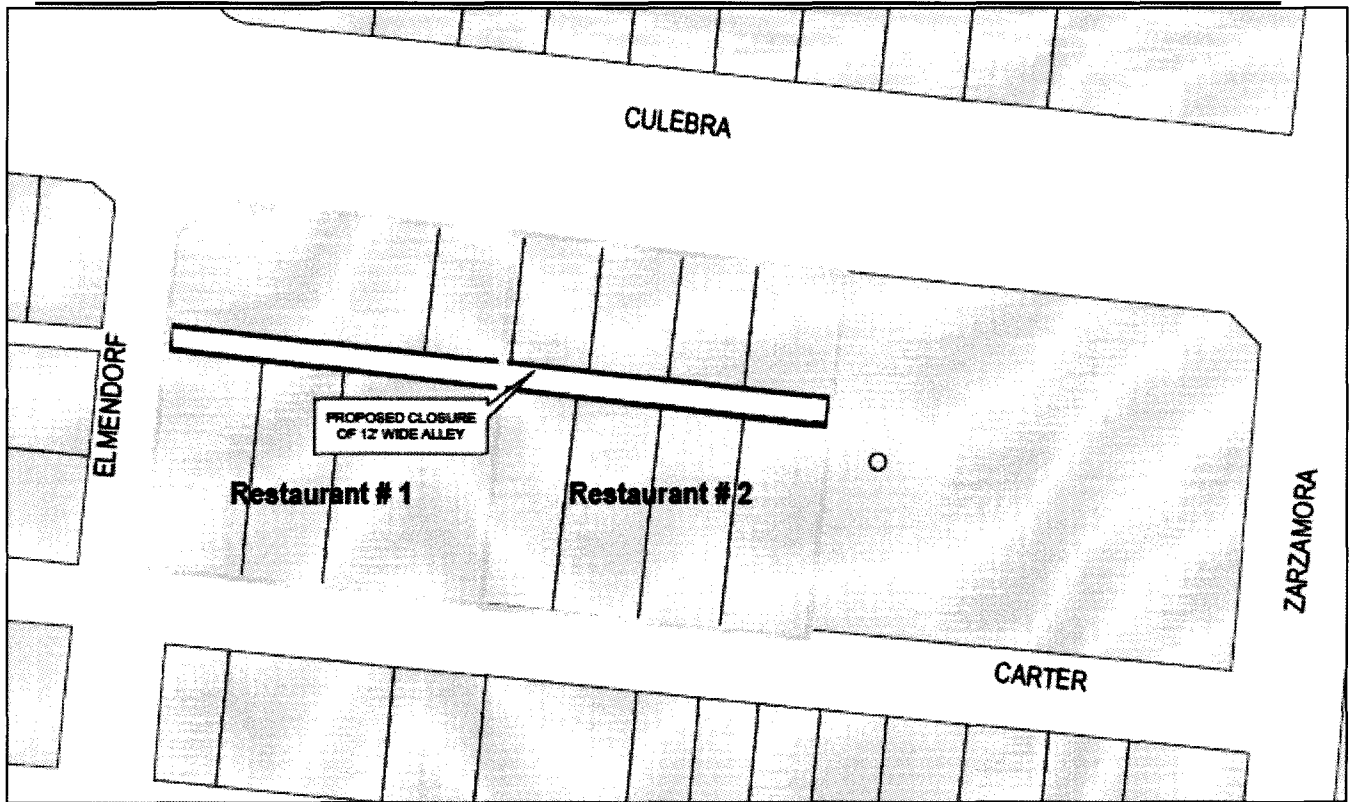 CULEBRA
ELMENDORF
PROPOSED CLOSURE
OF 12' WIDE ALLEY
Restaurant # 1
Restaurant # 2
ZARZAMORA
CARTER